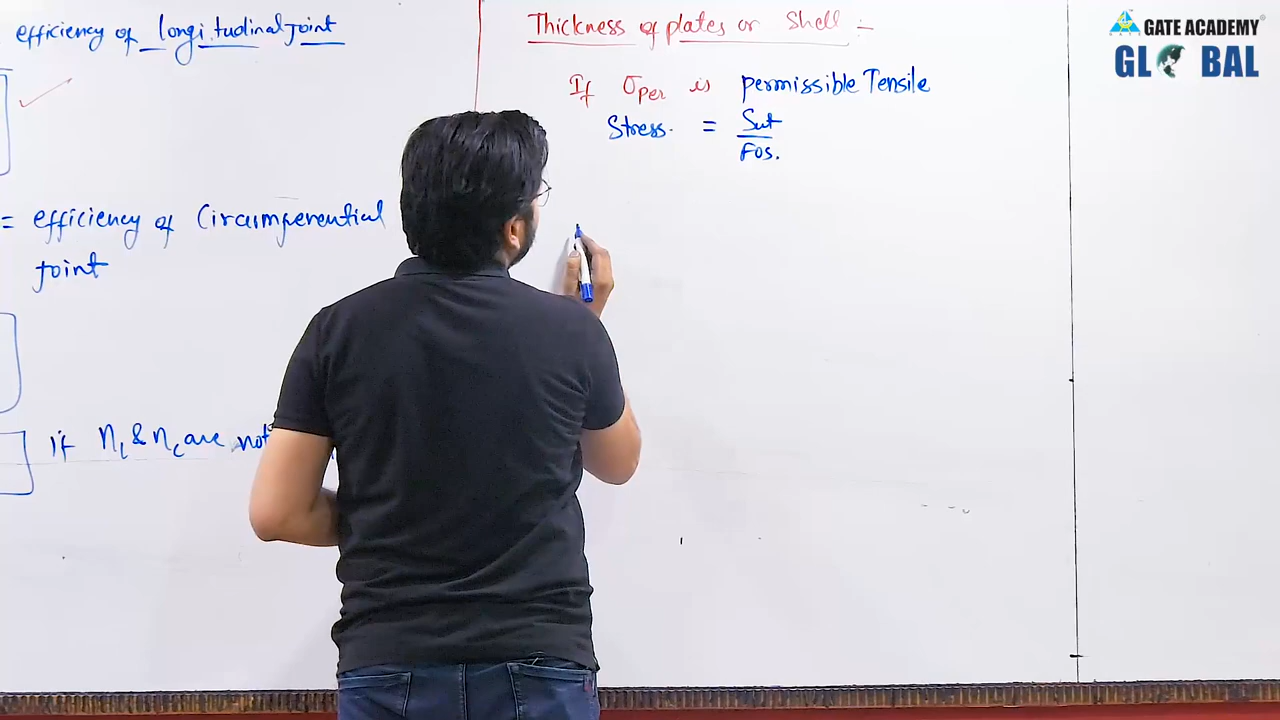 efficiency of longitudinal joint
= efficiency of Circumferential
joint
if η_L & η_c are not
Thickness of plates or Shell :-
If σper is permissible Tensile
Stress. = Sut
Fos.
GATE ACADEMY
GLOBAL